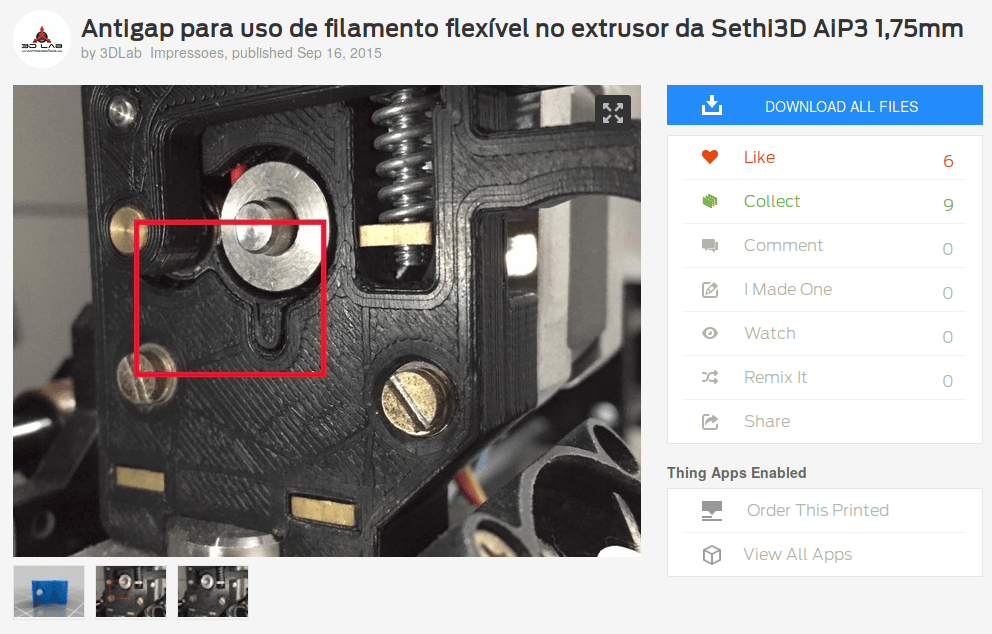 Antigap para uso de filamento flexível no extrusor da Sethi3D AiP3 1,75mm
by 3DLab Impressoes, published Sep 16, 2015
3D LAB
DOWNLOAD ALL FILES
Like 6
Collect 9
Comment 0
I Made One 0
Watch 0
Remix It 0
Share
Thing Apps Enabled
Order This Printed
View All Apps